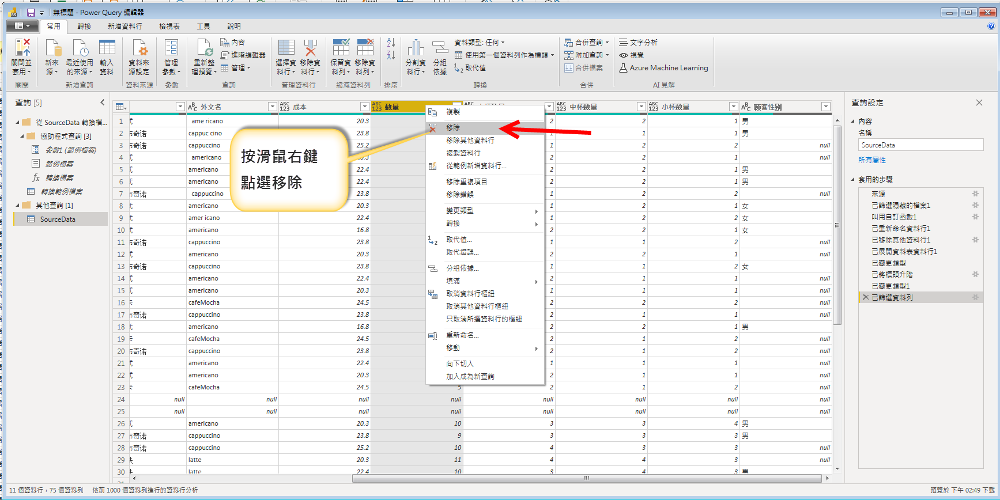 無標題 - Power Query 編輯器
常用 轉換 新增資料行 檢視表 工具 說明
關閉並套用 新來源 最近使用的來源 輸入資料 資料來源設定 管理參數 重新整理預覽 內容 進階編輯器 管理 選擇資料行 移除資料行 保留資料列 移除資料列 分割資料行 分組依據 資料類型: 任何 使用第一個資料列作為標頭 取代值 合併查詢 附加查詢 合併檔案 文字分析 視覺 Azure Machine Learning
關閉 新增查詢 資料來源 參數 查詢 管理資料行 縮減資料列 排序 轉換 合併 AI 見解
查詢 [5]
從 SourceData 轉換檔...
協助程式查詢 [3]
參數1 (範例檔案)
範例檔案
fx 轉換檔案
轉換範例檔案
其他查詢 [1]
SourceData
ABC 外文名 ABC123 成本 ABC123 数量 ABC 123 中杯数量 ABC 123 小杯数量 ABC 顾客性别
1 式 ame ricano 20.3 2 2 1 男
2 布奇诺 cappuc cino 23.8 1 1 1 男
3 布奇诺 cappuccino 25.2 1 2 1 null
4 式 americano 20.3 2 1 2 null
5 式 americano 22.4 2 2 1 男
6 式 americano 22.4 2 2 1 男
7 布奇诺 cappuccino 23.8 1 2 2 null
8 式 americano 20.3 1 2 1 女
9 式 amer icano 22.4 1 2 2 女
10 式 americano 16.8 2 2 1 女
11 布奇诺 cappuccino 23.8 1 1 2 null
12 式 americano 20.3 2 2 1 null
13 布奇诺 cappuccino 23.8 1 1 2 女
14 式 americano 22.4 2 1 1 null
15 式 americano 20.3 1 1 1 null
16 卡 cafeMocha 24.5 2 2 2 null
17 布奇诺 cappuccino 23.8 2 1 1 null
18 式 americano 16.8 2 2 1 男
19 卡 cafeMocha 24.5 2 1 2 null
20 布奇诺 cappuccino 23.8 2 1 2 null
21 式 americano 22.4 1 1 1 null
22 式 americano 20.3 2 1 1 null
23 卡 cafeMocha 24.5 5 2 1 2 null
24 null null null null null null null null
25 null null null null null null null null
26 式 americano 20.3 10 3 3 4 男
27 布奇诺 cappuccino 23.8 9 3 3 3 男
28 布奇诺 cappuccino 25.2 10 4 3 3 null
29 latte 20.3 11 4 4 3 null
30 latte 22.4 10 3 4 3 男
按滑鼠右鍵
點選移除
複製
移除
移除其他資料行
複製資料行
從範例新增資料行...
移除重複項目
移除錯誤
變更類型
轉換
取代值...
取代錯誤...
分組依據...
填滿
取消資料行樞紐
取消其他資料行樞紐
只取消所選資料行的樞紐
重新命名...
移動
向下切入
加入成為新查詢
查詢設定
內容
名稱
SourceData
所有屬性
套用的步驟
來源
已篩選隱藏的檔案1
叫用自訂函數1
已重新命名資料行1
已移除其他資料行1
已展開資料表資料行1
已變更類型
已將標頭升階
已變更類型1
已篩選資料列
11 個資料行，75 個資料列 依前 1000 個資料列進行的資料行分析
預覽於 下午 02:49 下載